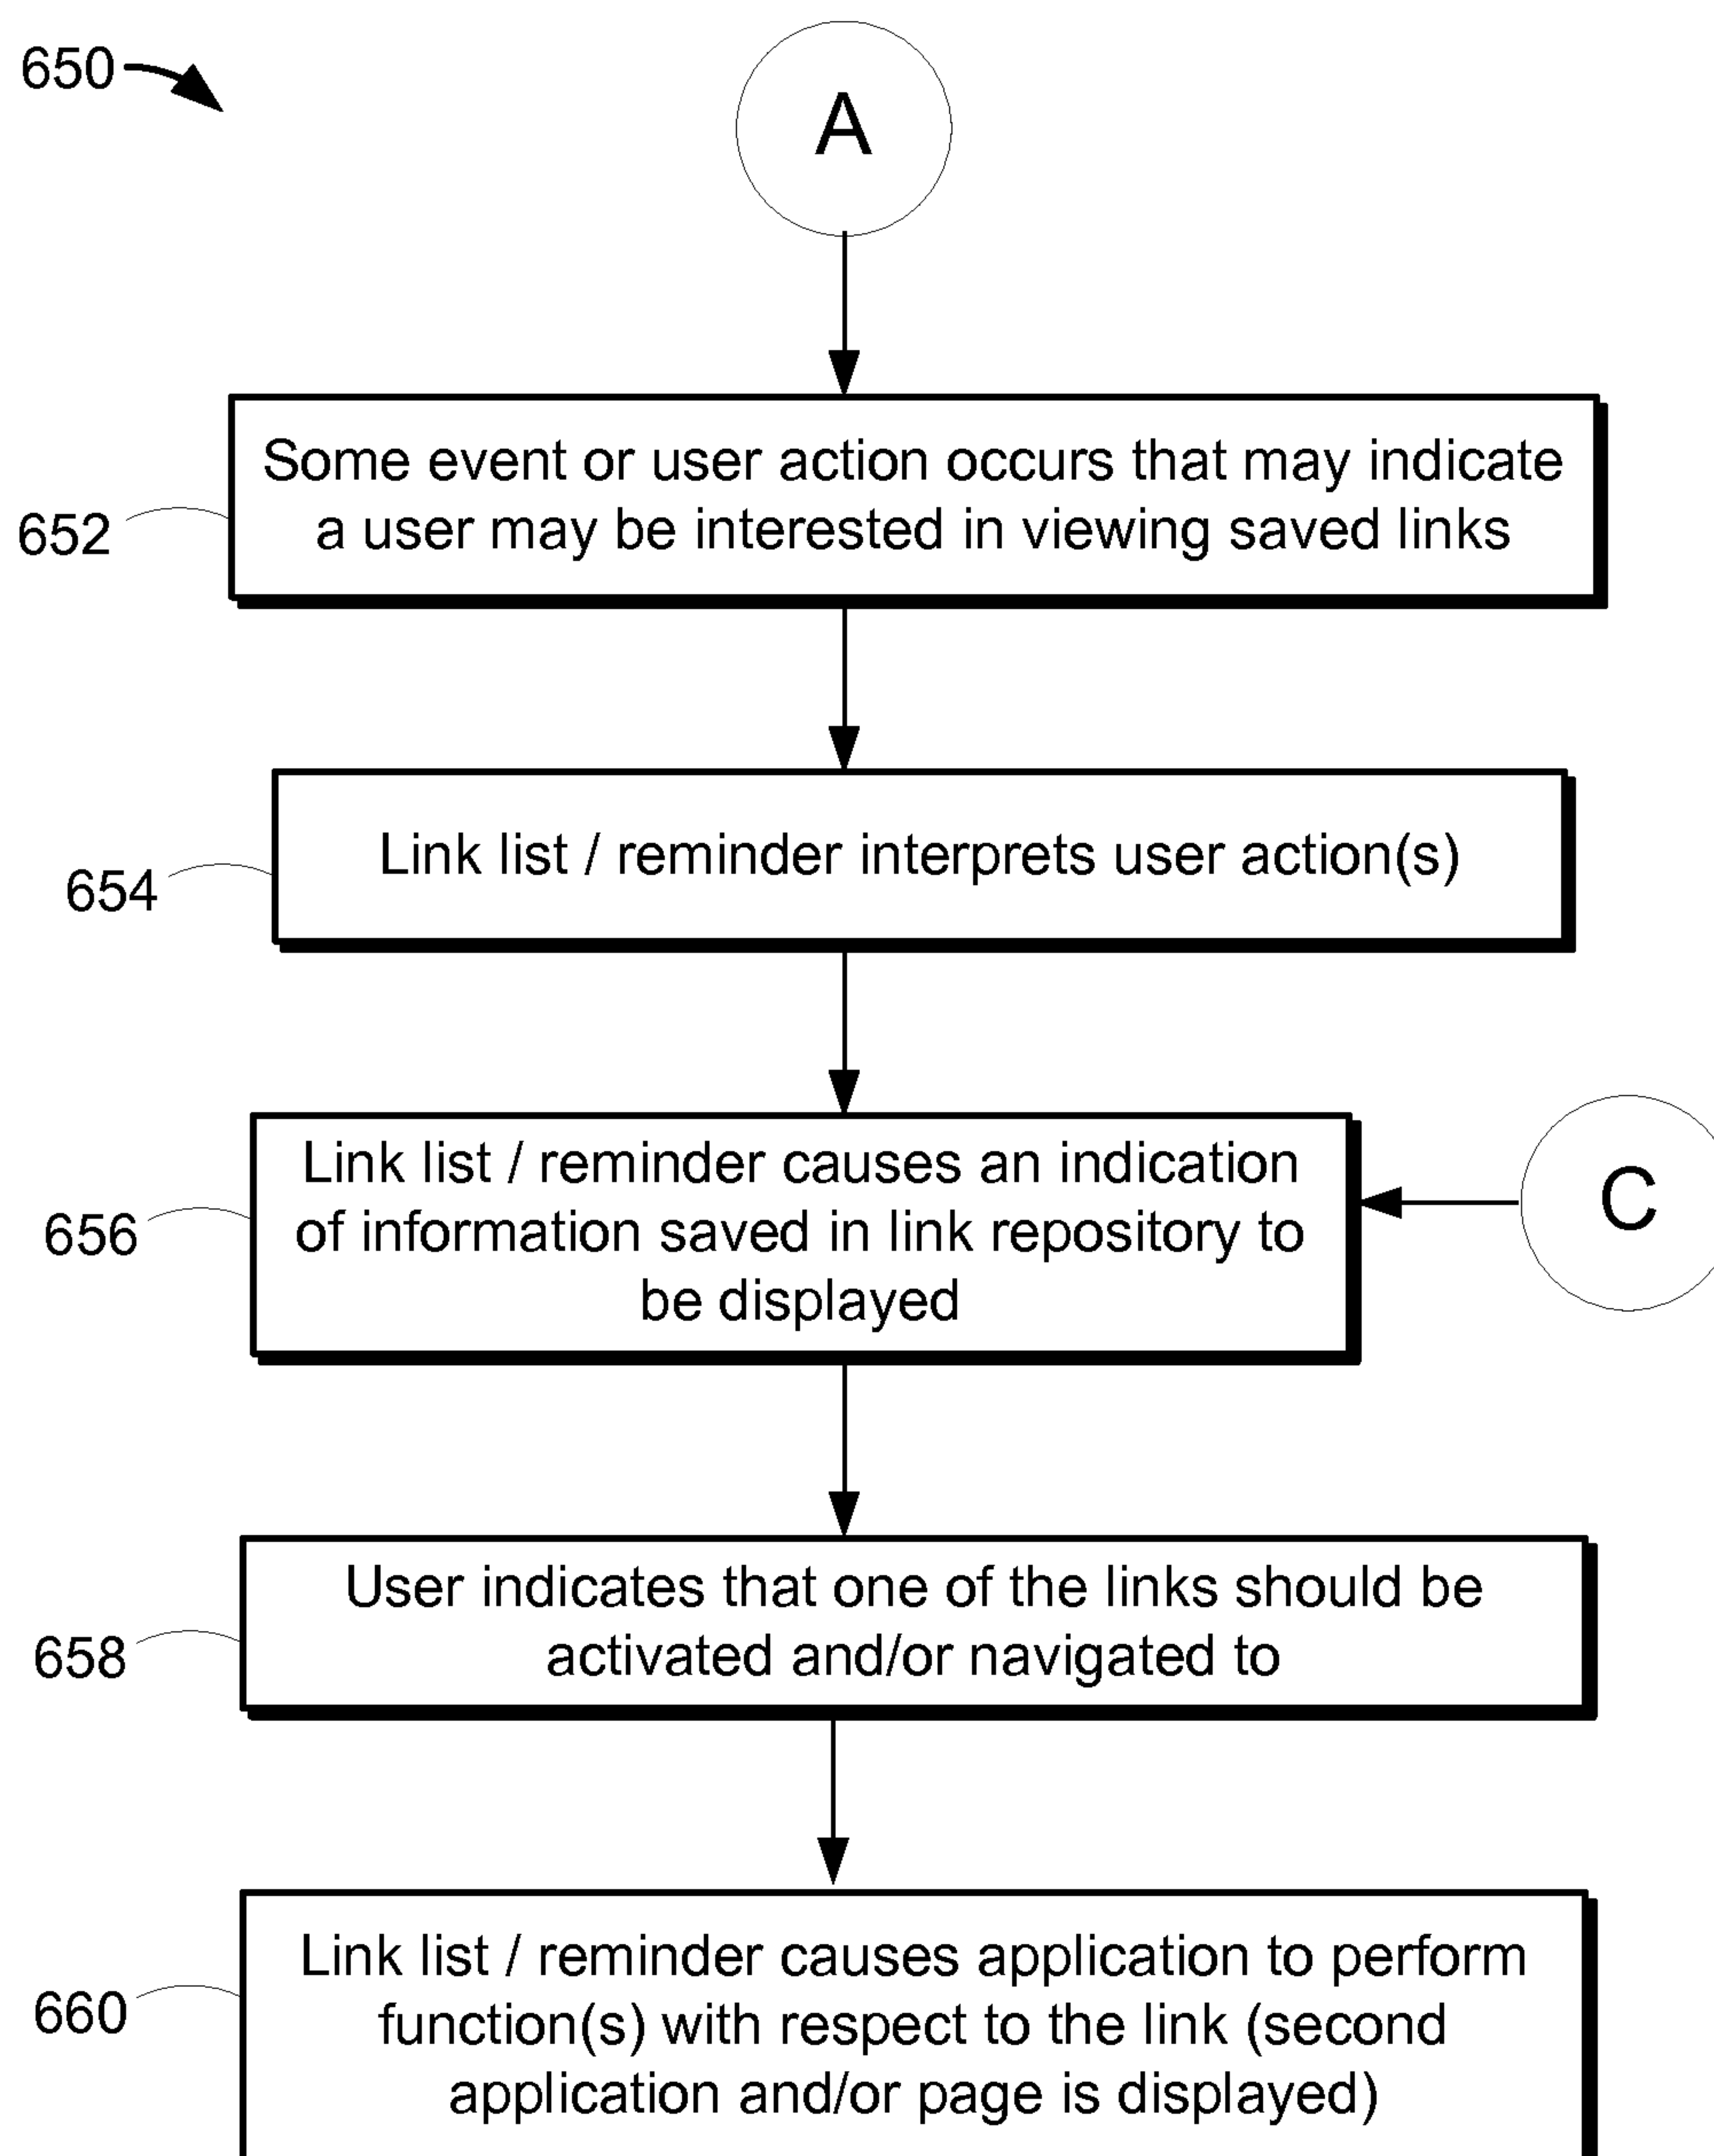 650
A
Some event or user action occurs that may indicate
a user may be interested in viewing saved links
652
Link list / reminder interprets user action(s)
654
Link list / reminder causes an indication
of information saved in link repository to
be displayed
656
C
User indicates that one of the links should be
activated and/or navigated to
658
Link list / reminder causes application to perform
function(s) with respect to the link (second
application and/or page is displayed)
660